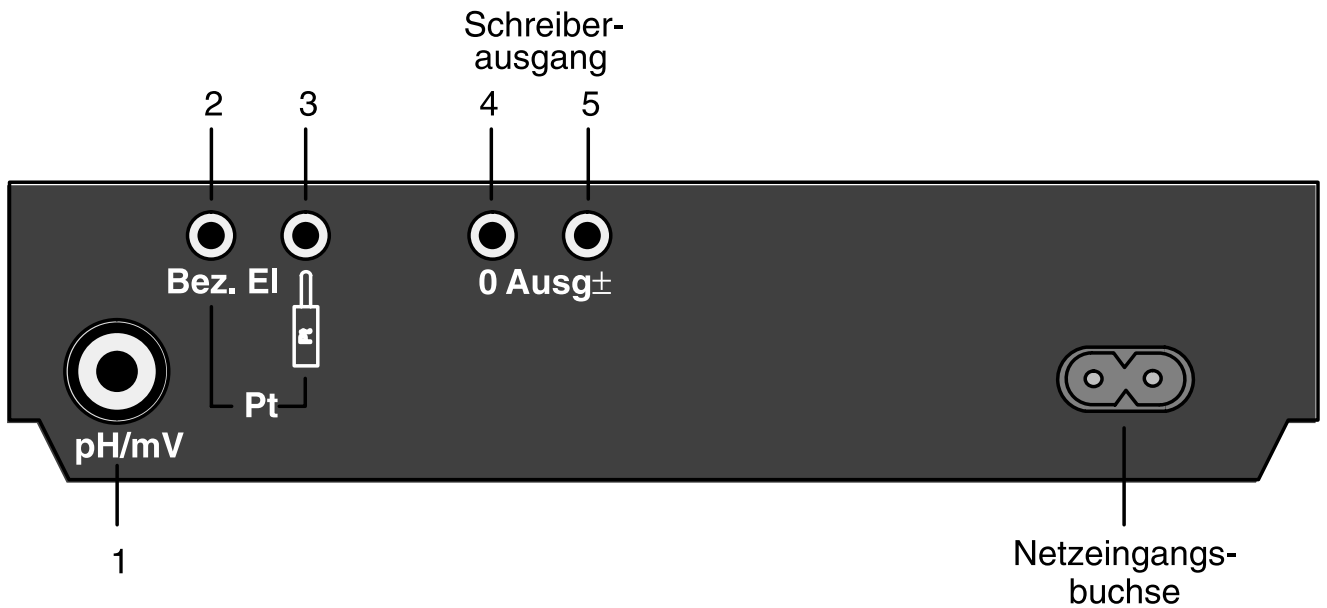 Schreiber-
ausgang
2 3 4 5
Bez. El 0 Ausg±
Pt
pH/mV
1
Netzeingangs-
buchse